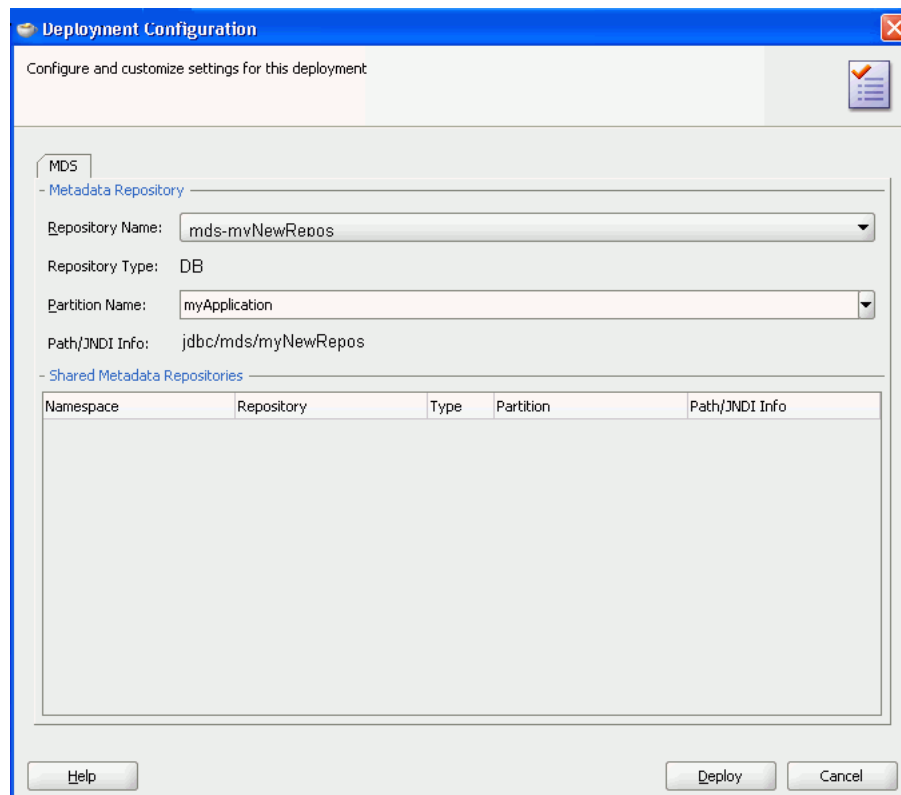 Deployment Configuration
Configure and customize settings for this deployment
MDS
Metadata Repository
Repository Name: mds-myNewRepos
Repository Type: DB
Partition Name: myApplication
Path/JNDI Info: jdbc/mds/myNewRepos
Shared Metadata Repositories
Namespace Repository Type Partition Path/JNDI Info
Help Deploy Cancel